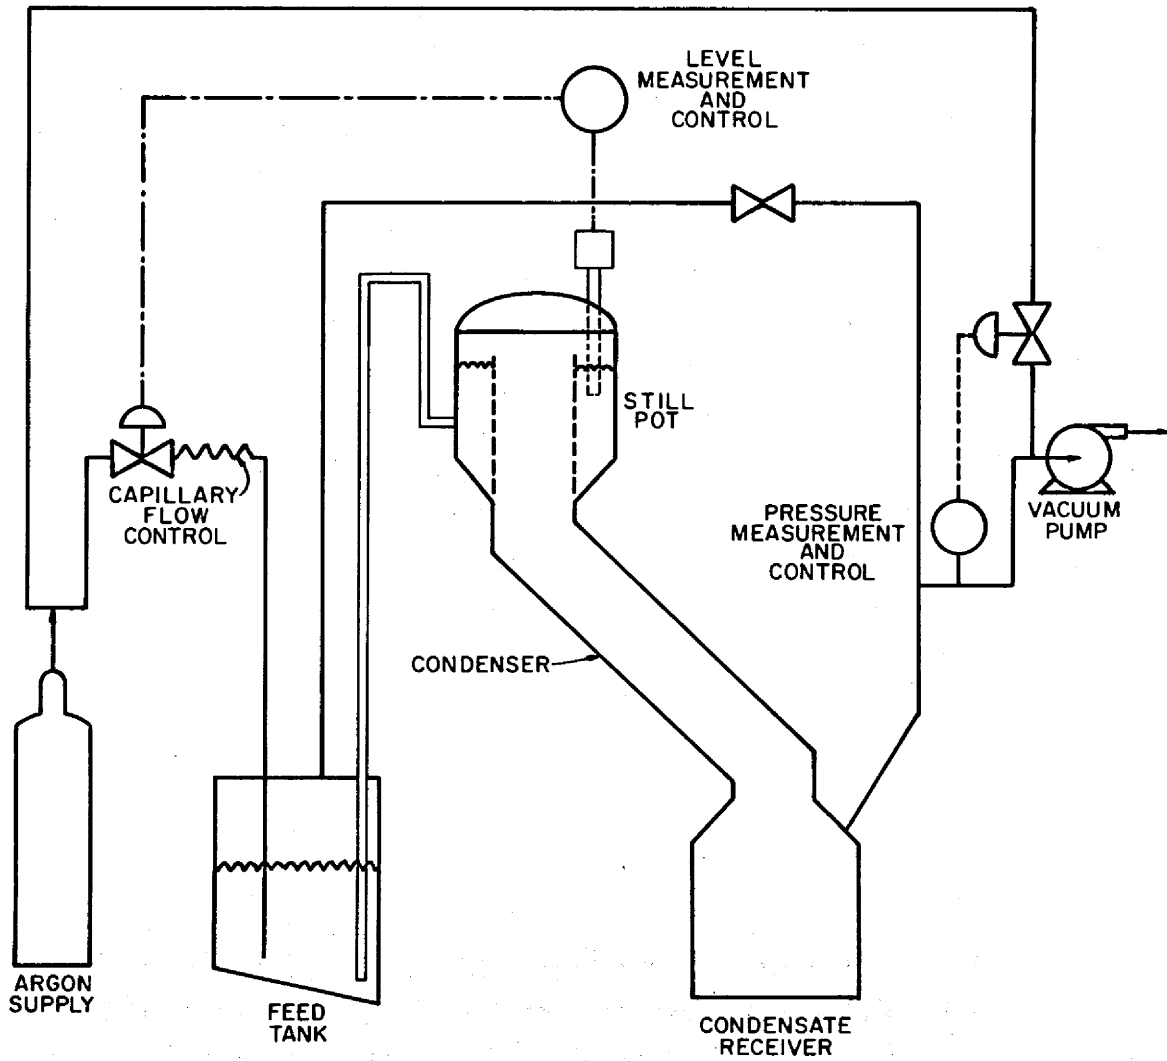 LEVEL
MEASUREMENT
AND
CONTROL
STILL
POT
CAPILLARY
FLOW
CONTROL
PRESSURE
MEASUREMENT
AND
CONTROL
VACUUM
PUMP
CONDENSER
ARGON
SUPPLY
FEED
TANK
CONDENSATE
RECEIVER